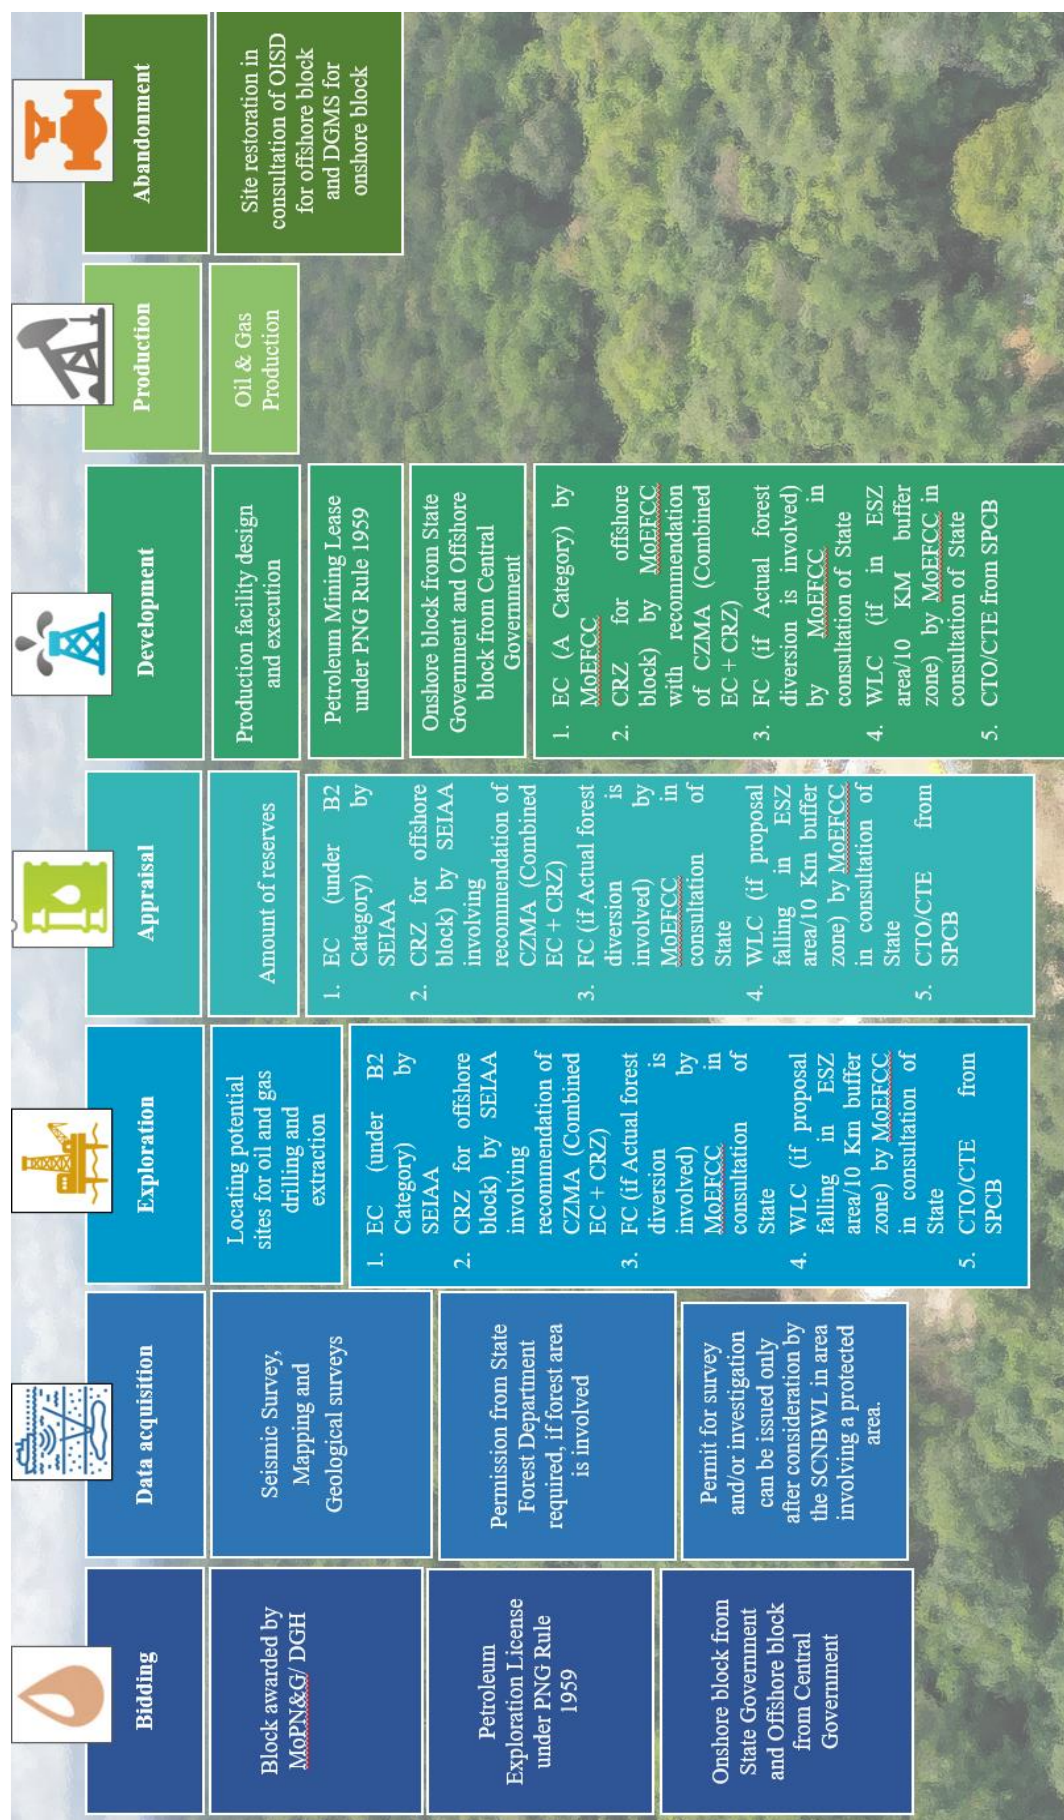 Bidding
Block awarded by
MoPN&G/ DGH
Petroleum
Exploration License
under PNG Rule
1959
Onshore block from
State Government
and Offshore block
from Central
Government
Data acquisition
Seismic Survey,
Mapping and
Geological surveys
Permission from State
Forest Department
required, if forest area
is involved
Permit for survey
and/or investigation
can be issued only
after consideration by
the SCNBWL in area
involving a protected
area.
Exploration
Locating potential
sites for oil and gas
drilling and
extraction
1. EC (under B2
Category) by
SEIAA
2. CRZ for offshore
block) by SEIAA
involving
recommendation of
CZMA (Combined
EC + CRZ)
3. FC (if Actual forest
diversion is
involved) by
MoEFCC in
consultation of
State
4. WLC (if proposal
falling in ESZ
area/10 Km buffer
zone) by MoEFCC
in consultation of
State
5. CTO/CTE from
SPCB
Appraisal
Amount of reserves
1. EC (under B2
Category) by
SEIAA
2. CRZ for offshore
block) by SEIAA
involving
recommendation of
CZMA (Combined
EC + CRZ)
3. FC (if Actual forest
diversion is
involved) by
MoEFCC in
consultation of
State
4. WLC (if proposal
falling in ESZ
area/10 Km buffer
zone) by MoEFCC
in consultation of
State
5. CTO/CTE from
SPCB
Development
Production facility design
and execution
Petroleum Mining Lease
under PNG Rule 1959
Onshore block from State
Government and Offshore
block from Central
Government
1. EC (A Category) by
MoEFCC
2. CRZ for offshore
block) by MoEFCC
with recommendation
of CZMA (Combined
EC + CRZ)
3. FC (if Actual forest
diversion is involved)
by MoEFCC in
consultation of State
4. WLC (if in ESZ
area/10 KM buffer
zone) by MoEFCC in
consultation of State
5. CTO/CTE from SPCB
Production
Oil & Gas
Production
Abandonment
Site restoration in
consultation of OISD
for offshore block
and DGMS for
onshore block